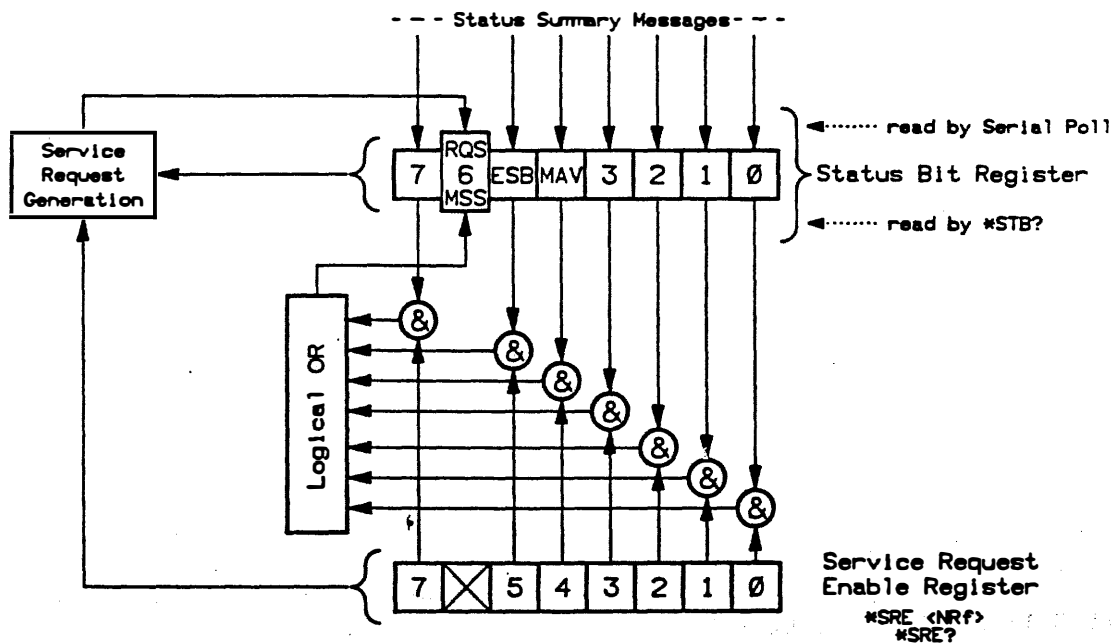 ---- Status Summary Messages----
Service
Request
Generation
7
RQS
6
MSS
ESB
MAV
3
2
1
Ø
read by Serial Poll
Status Bit Register
read by *STB?
Logical OR
&
&
&
&
&
&
&
7
5
4
3
2
1
Ø
Service Request
Enable Register
*SRE <NRf>
*SRE?